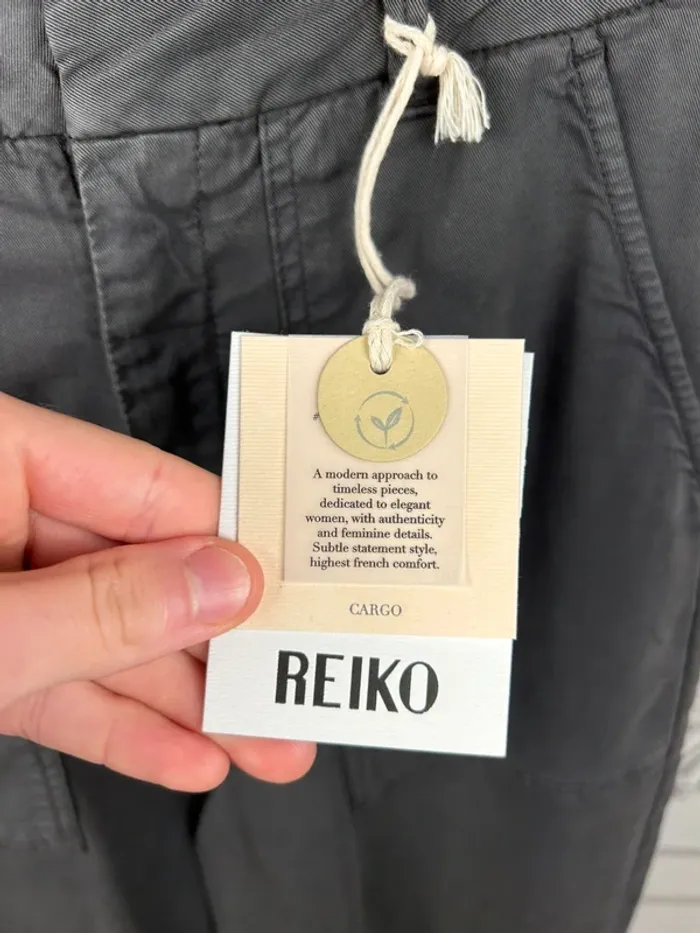 #
A modern approach to
timeless pieces,
dedicated to elegant
women, with authenticity
and feminine details.
Subtle statement style,
highest french comfort.
CARGO
REIKO